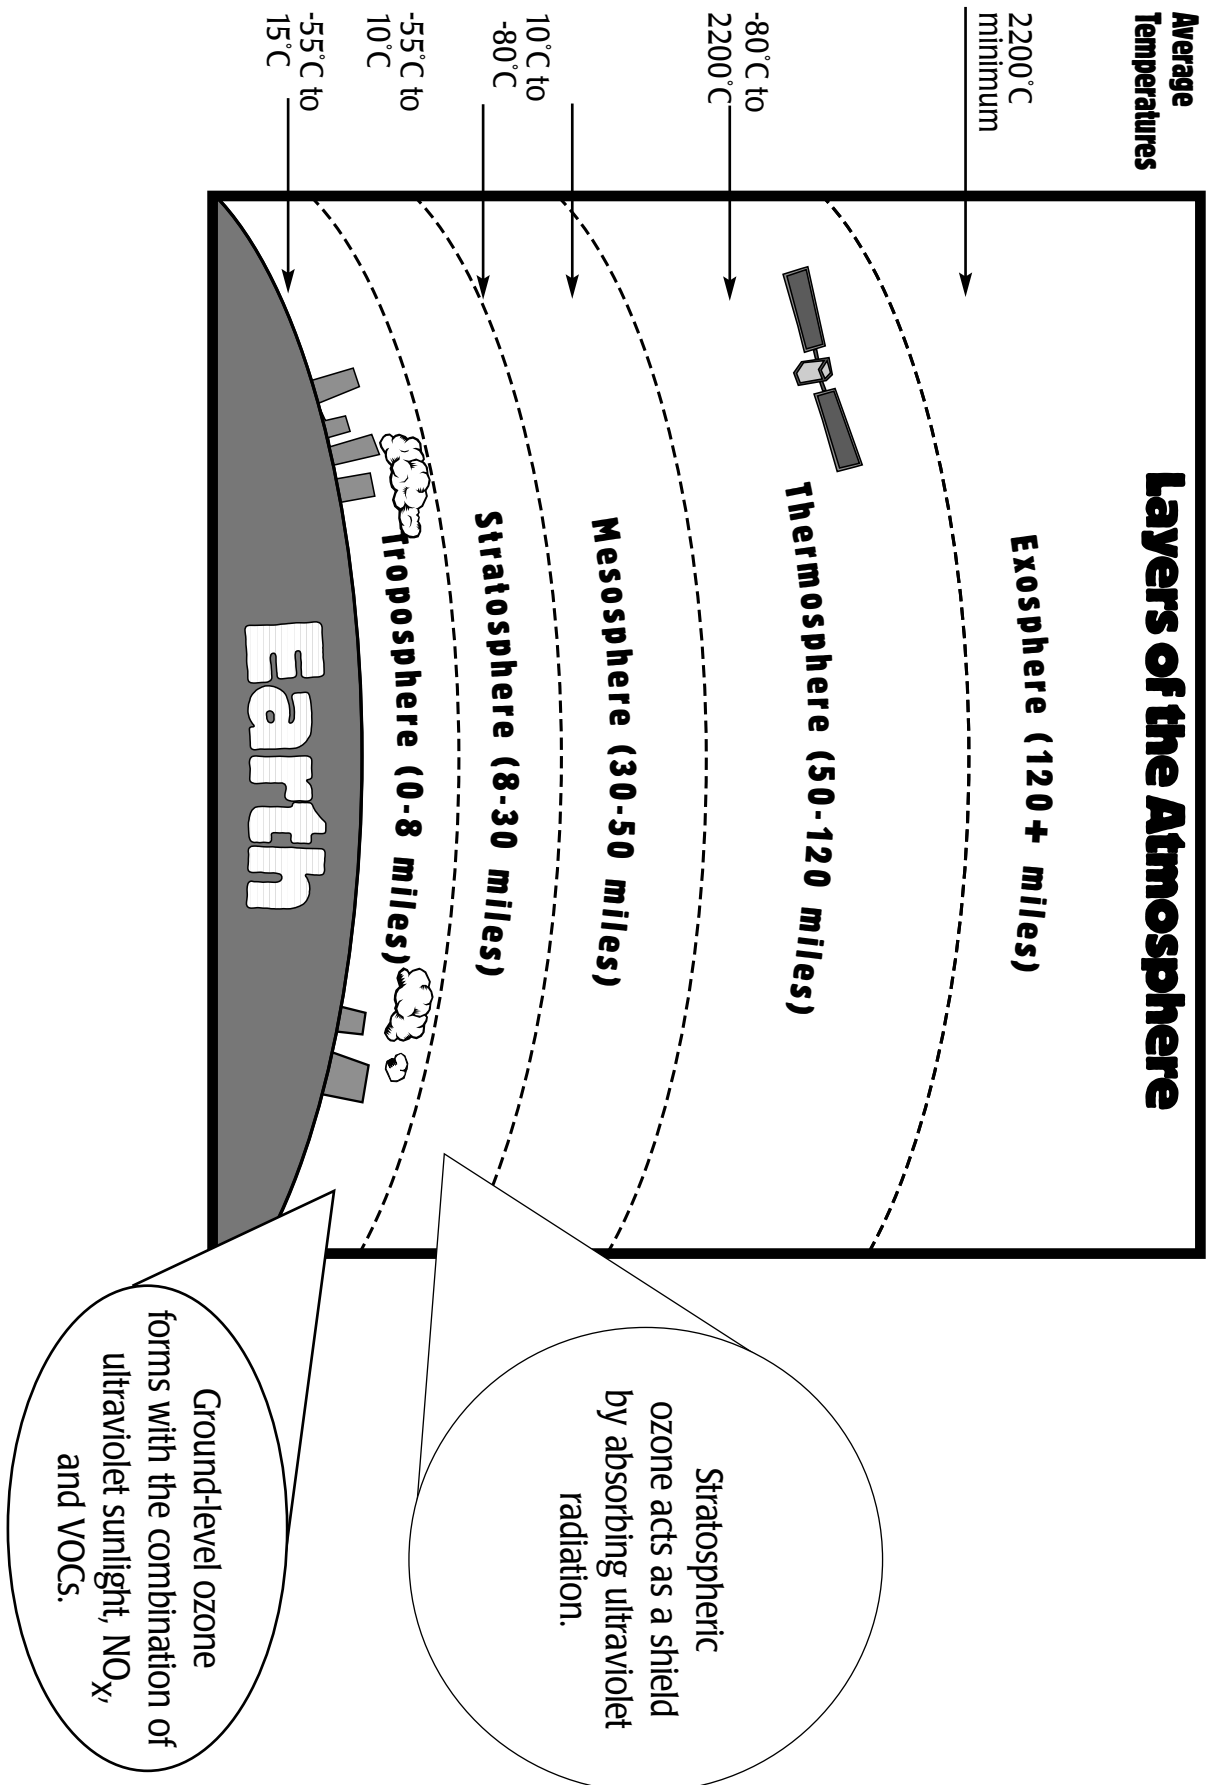 Layers of the Atmosphere
Average
Temperatures
2200°C
minimum
-80°C to
2200°C
10°C to
-80°C
-55°C to
10°C
-55°C to
15°C
Exosphere (120+ miles)
Thermosphere (50-120 miles)
Mesosphere (30-50 miles)
Stratosphere (8-30 miles)
Troposphere (0-8 miles)
Earth
Stratospheric
ozone acts as a shield
by absorbing ultraviolet
radiation.
Ground-level ozone
forms with the combination of
ultraviolet sunlight, NOx,
and VOCs.